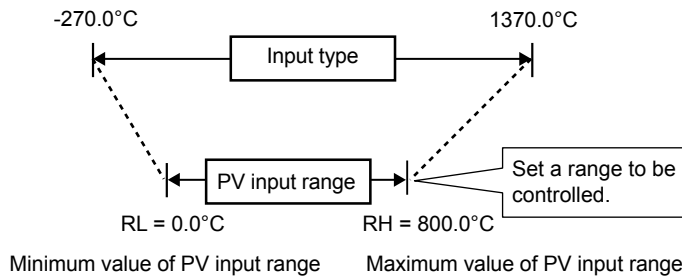 -270.0°C
1370.0°C
Input type
PV input range
Set a range to be
controlled.
RL = 0.0°C
RH = 800.0°C
Minimum value of PV input range
Maximum value of PV input range